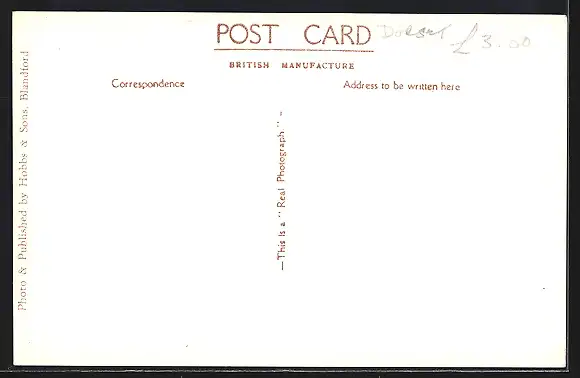 POST CARD
Dorset £3.00
BRITISH MANUFACTURE
Correspondence
Address to be written here
—This is a "Real Photograph"—
Photo & Published by Hobbs & Sons, Blandford